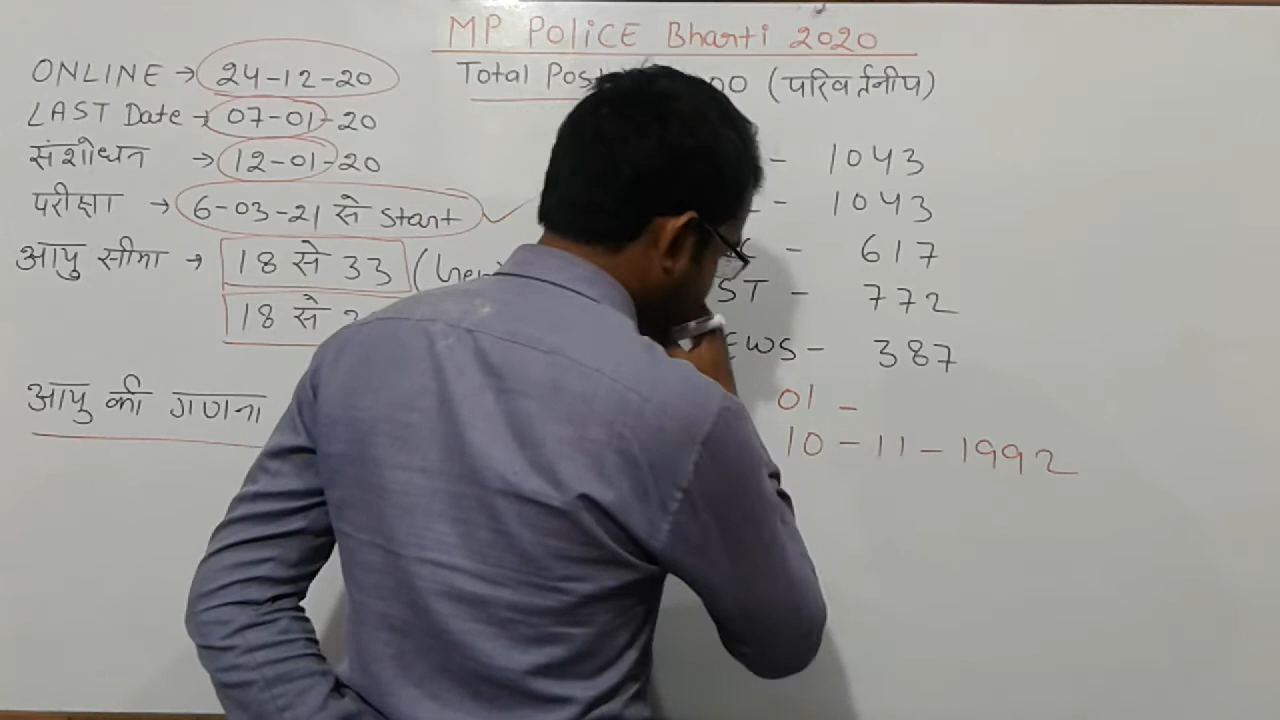 MP POLiCE Bharti 2020
ONLINE → 24-12-20
Total Post 00 (परिवर्तनीय)
LAST Date → 07-01-20
संशोधन → 12-01-20
परीक्षा → 6-03-21 से start
आयु सीमा → 18 से 33
18 से
आयु की गणना
- 1043
- 1043
- 617
ST - 772
EWS - 387
01 -
10-11-1992